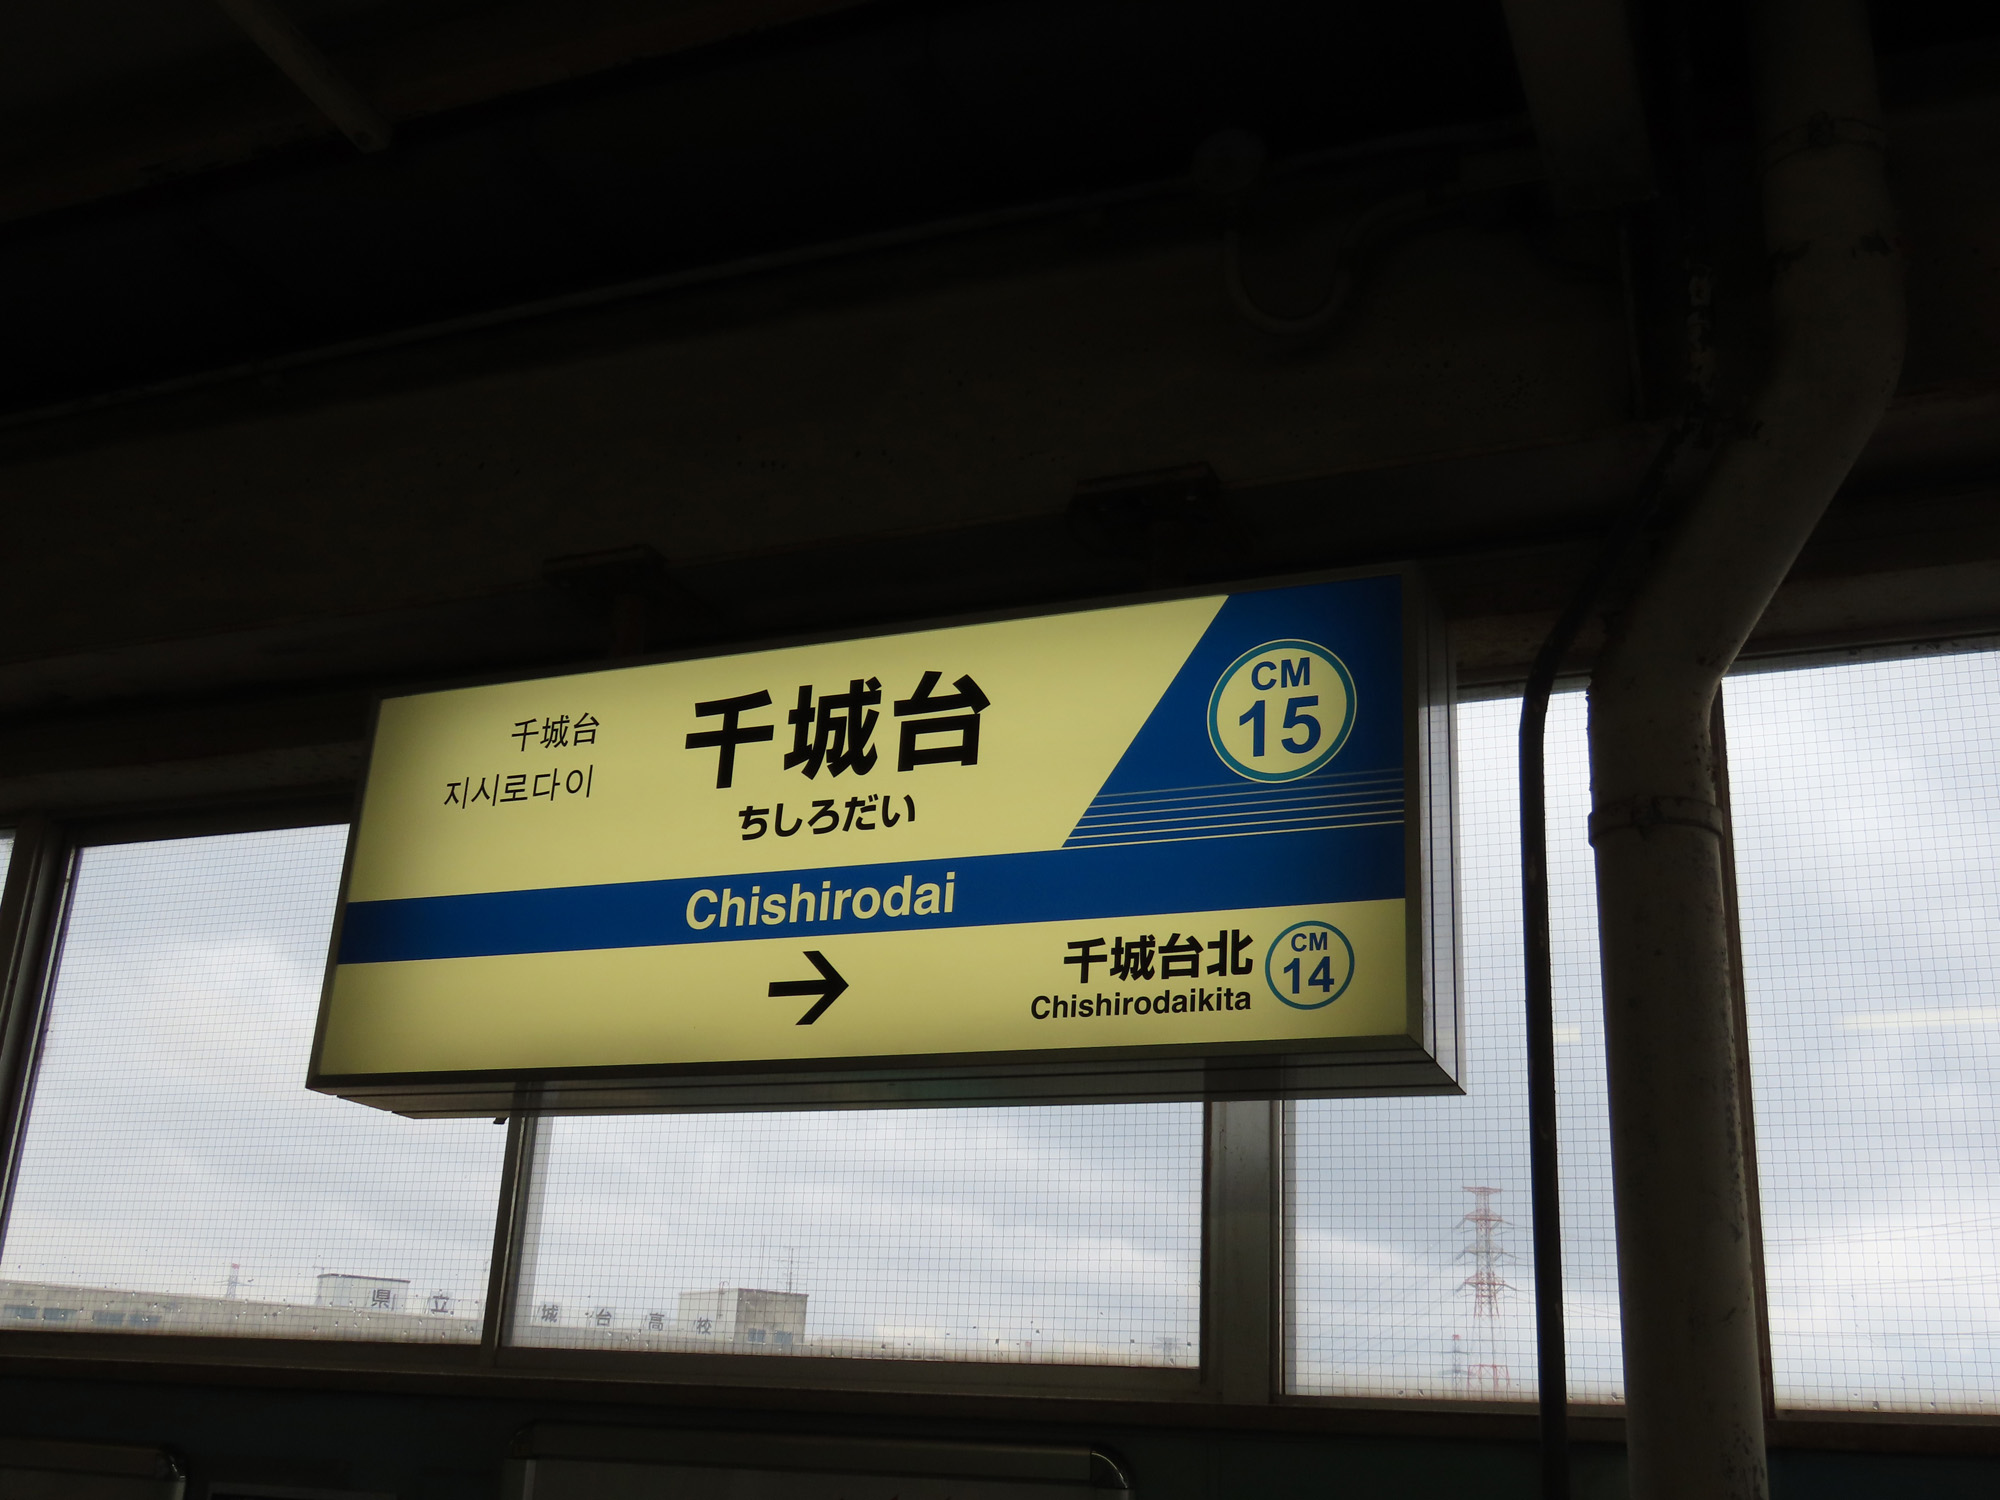 千城台
지시로다이
千城台
ちしろだい
CM
15
Chishirodai
→
千城台北
Chishirodaikita
CM
14
県立
城台高校